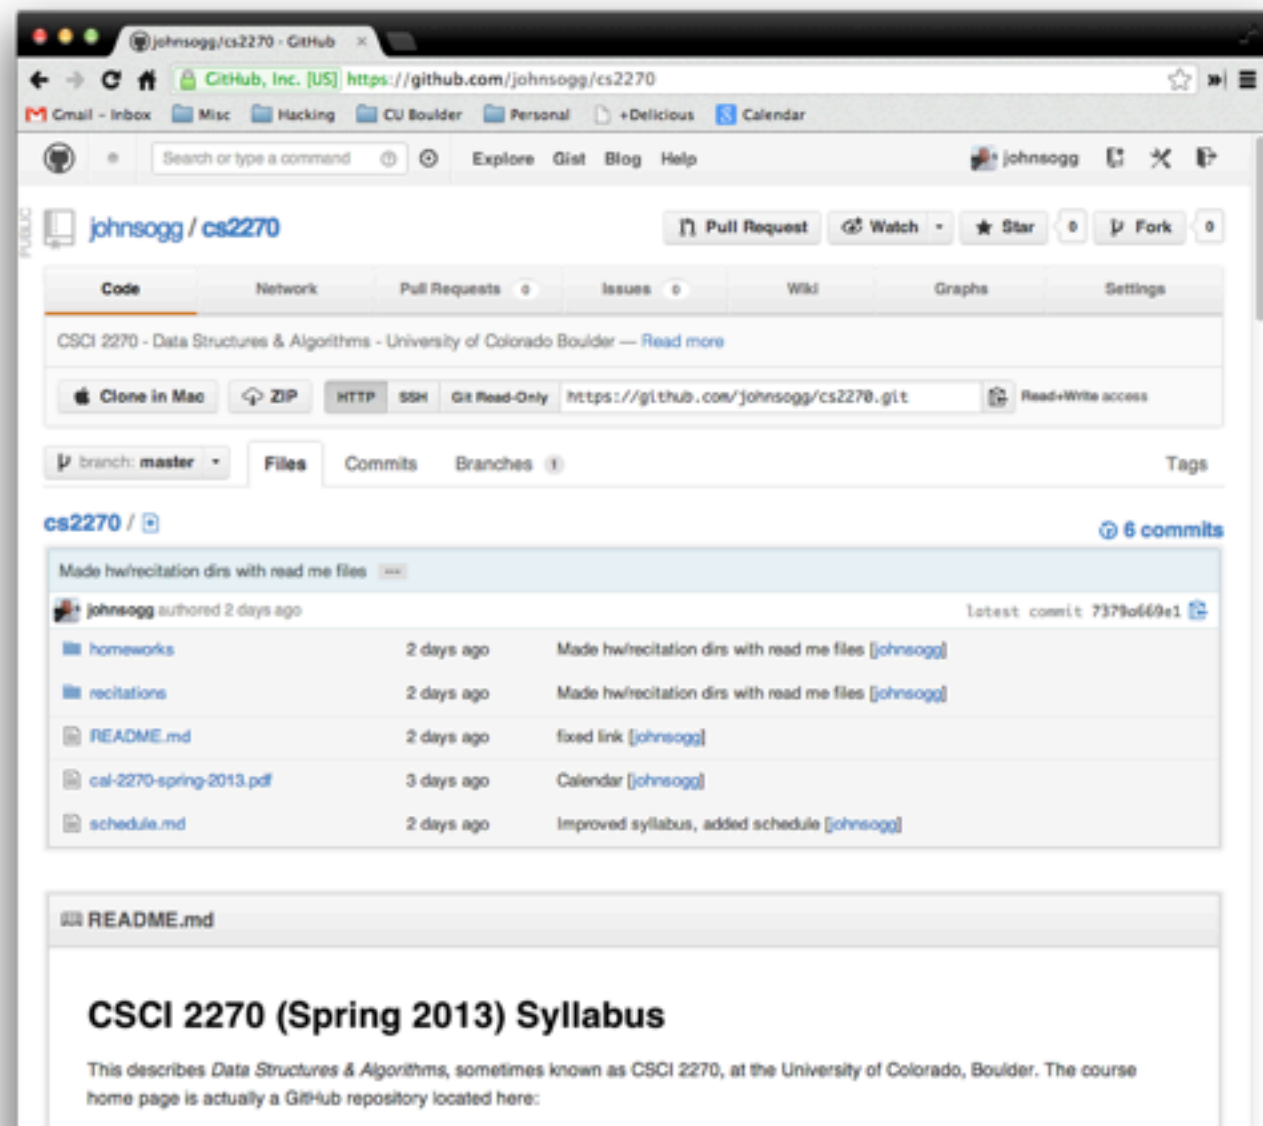 johnsogg/cs2270 - GitHub ×
GitHub, Inc. [US] https://github.com/johnsogg/cs2270
Gmail - Inbox Misc Hacking CU Boulder Personal +Delicious Calendar
Search or type a command Explore Gist Blog Help johnsogg
PUBLIC
johnsogg / cs2270 Pull Request Watch Star 0 Fork 0
Code Network Pull Requests 0 Issues 0 Wiki Graphs Settings
CSCI 2270 - Data Structures & Algorithms - University of Colorado Boulder — Read more
Clone in Mac ZIP HTTP SSH Git Read-Only https://github.com/johnsogg/cs2270.git Read+Write access
branch: master Files Commits Branches 1 Tags
cs2270 / 6 commits
Made hw/recitation dirs with read me files ...
johnsogg authored 2 days ago latest commit 7379a669e1
homeworks 2 days ago Made hw/recitation dirs with read me files [johnsogg]
recitations 2 days ago Made hw/recitation dirs with read me files [johnsogg]
README.md 2 days ago fixed link [johnsogg]
cal-2270-spring-2013.pdf 3 days ago Calendar [johnsogg]
schedule.md 2 days ago Improved syllabus, added schedule [johnsogg]
README.md
CSCI 2270 (Spring 2013) Syllabus
This describes Data Structures & Algorithms, sometimes known as CSCI 2270, at the University of Colorado, Boulder. The course
home page is actually a GitHub repository located here: